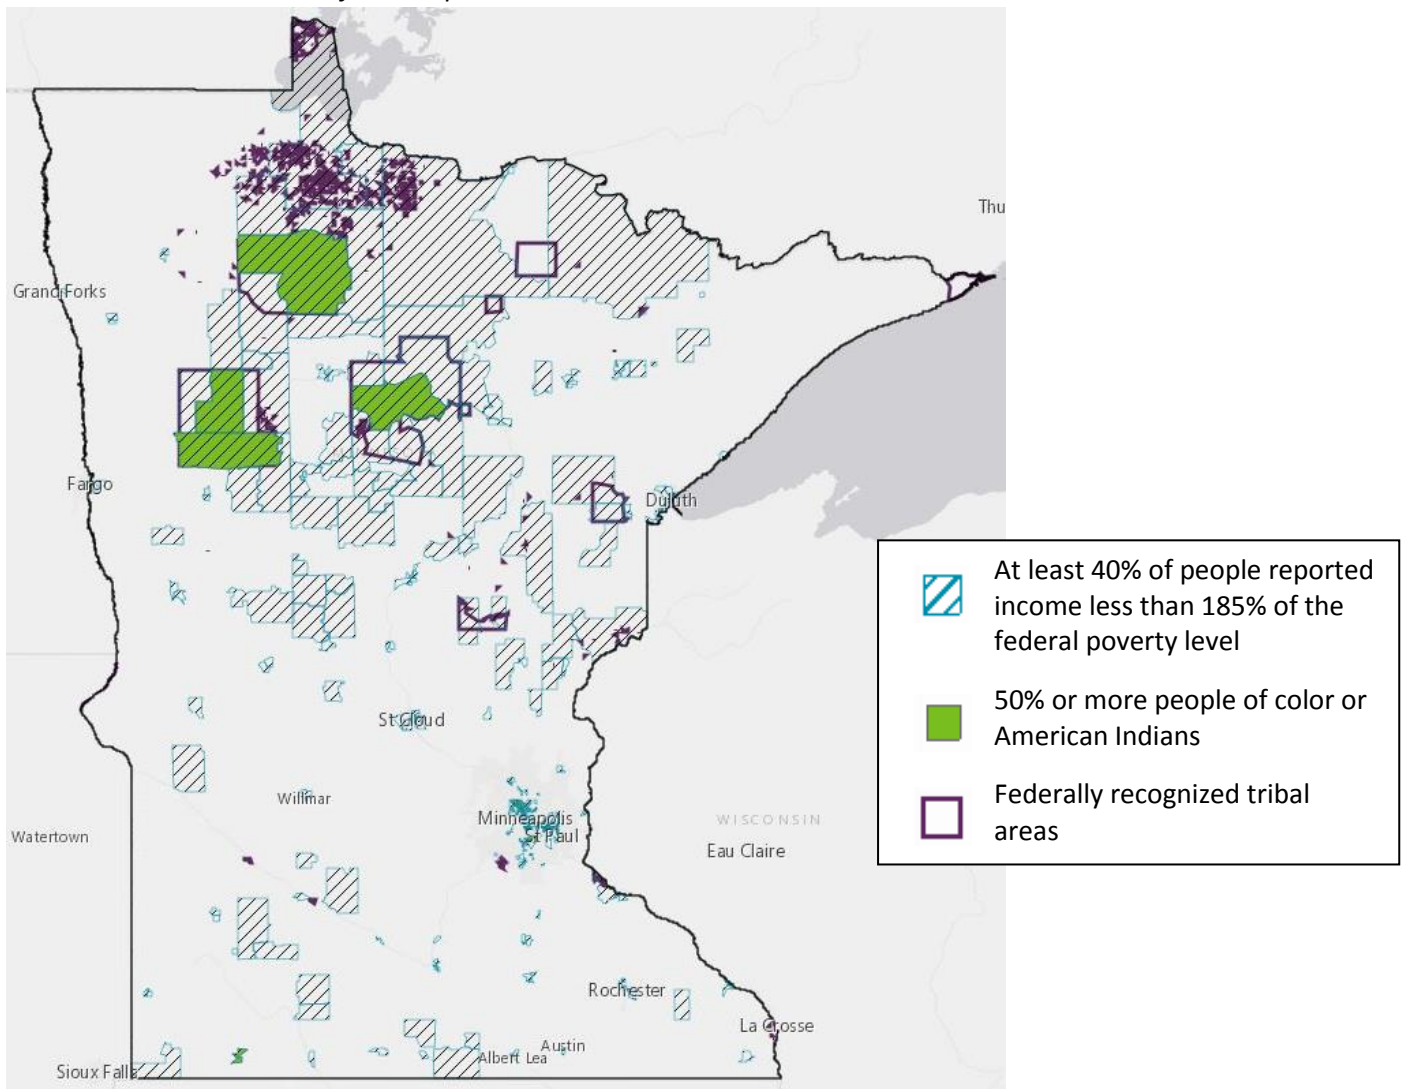 Thu
Grand Forks
Fargo
Duluth
At least 40% of people reported
income less than 185% of the
federal poverty level
50% or more people of color or
American Indians
Federally recognized tribal
areas
St Cloud
Willmar
Minneapolis
St Paul
WISCONSIN
Watertown
Eau Claire
Rochester
La Crosse
Austin
Albert Lea
Sioux Falls